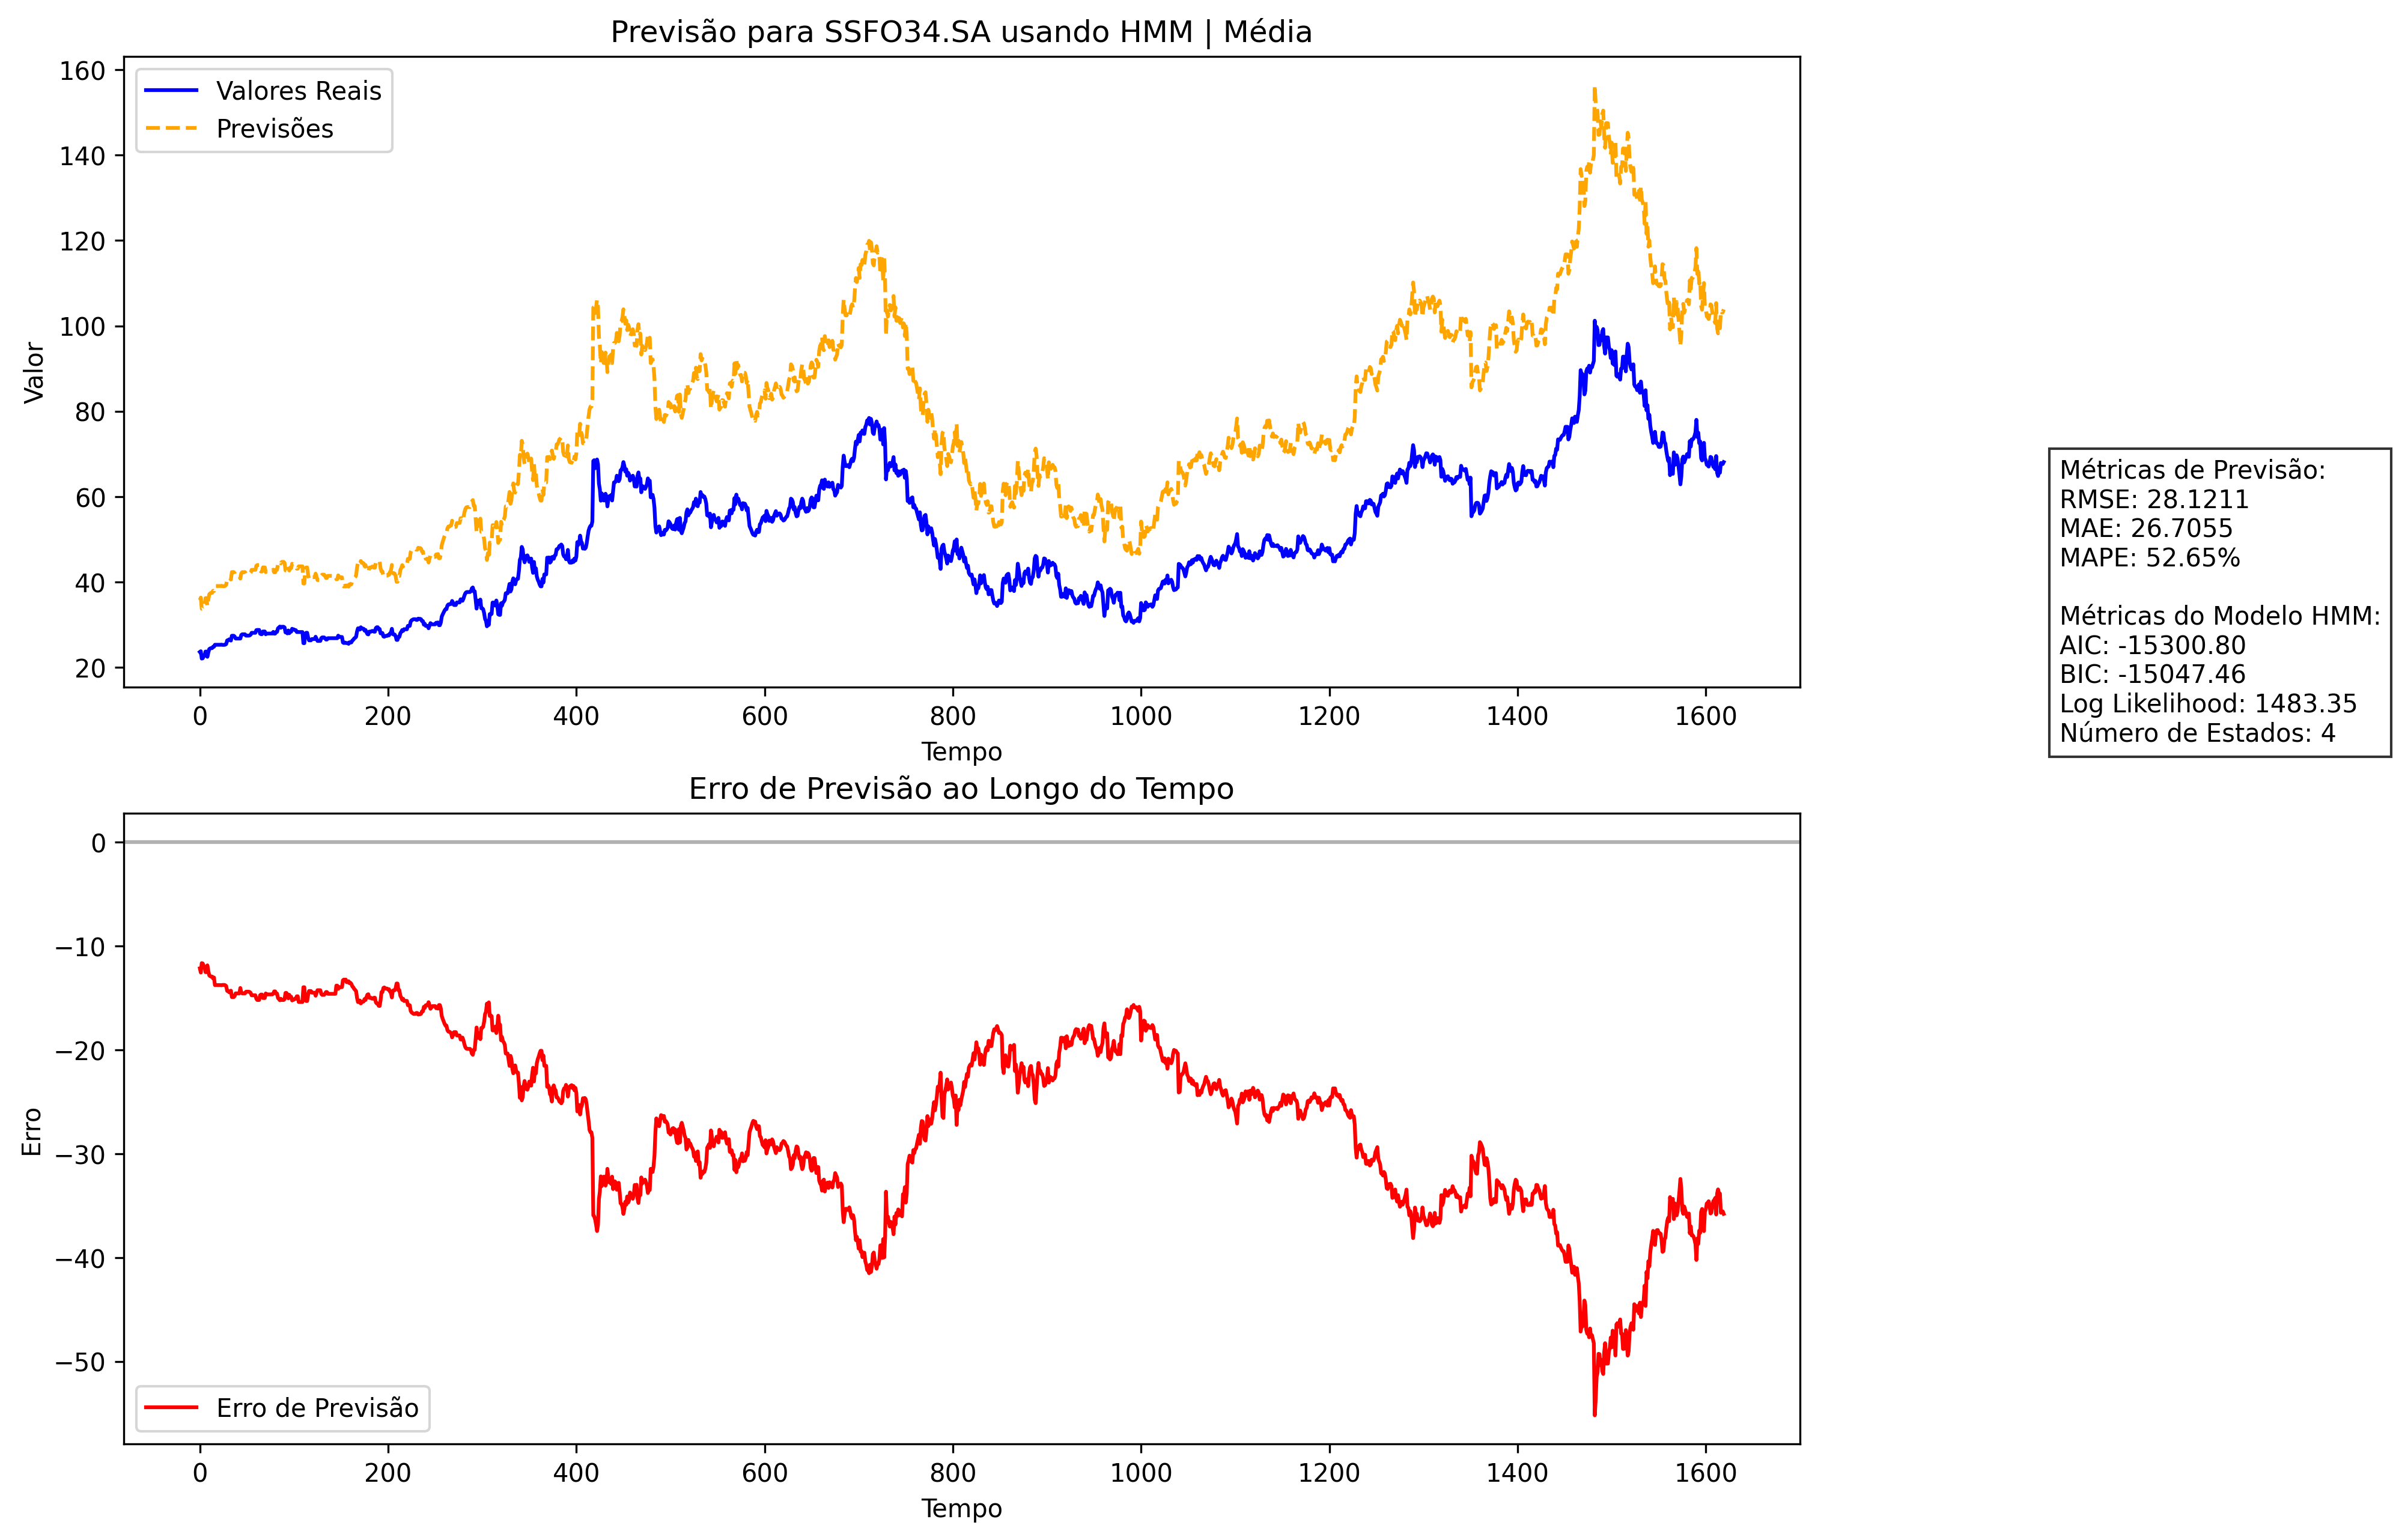 Previsão para SSFO34.SA usando HMM | Média
Valores Reais
Previsões
Valor
160
140
120
100
80
60
40
20
0 200 400 600 800 1000 1200 1400 1600
Tempo
Métricas de Previsão:
RMSE: 28.1211
MAE: 26.7055
MAPE: 52.65%
Métricas do Modelo HMM:
AIC: -15300.80
BIC: -15047.46
Log Likelihood: 1483.35
Número de Estados: 4
Erro de Previsão ao Longo do Tempo
Erro
0
−10
−20
−30
−40
−50
Erro de Previsão
0 200 400 600 800 1000 1200 1400 1600
Tempo